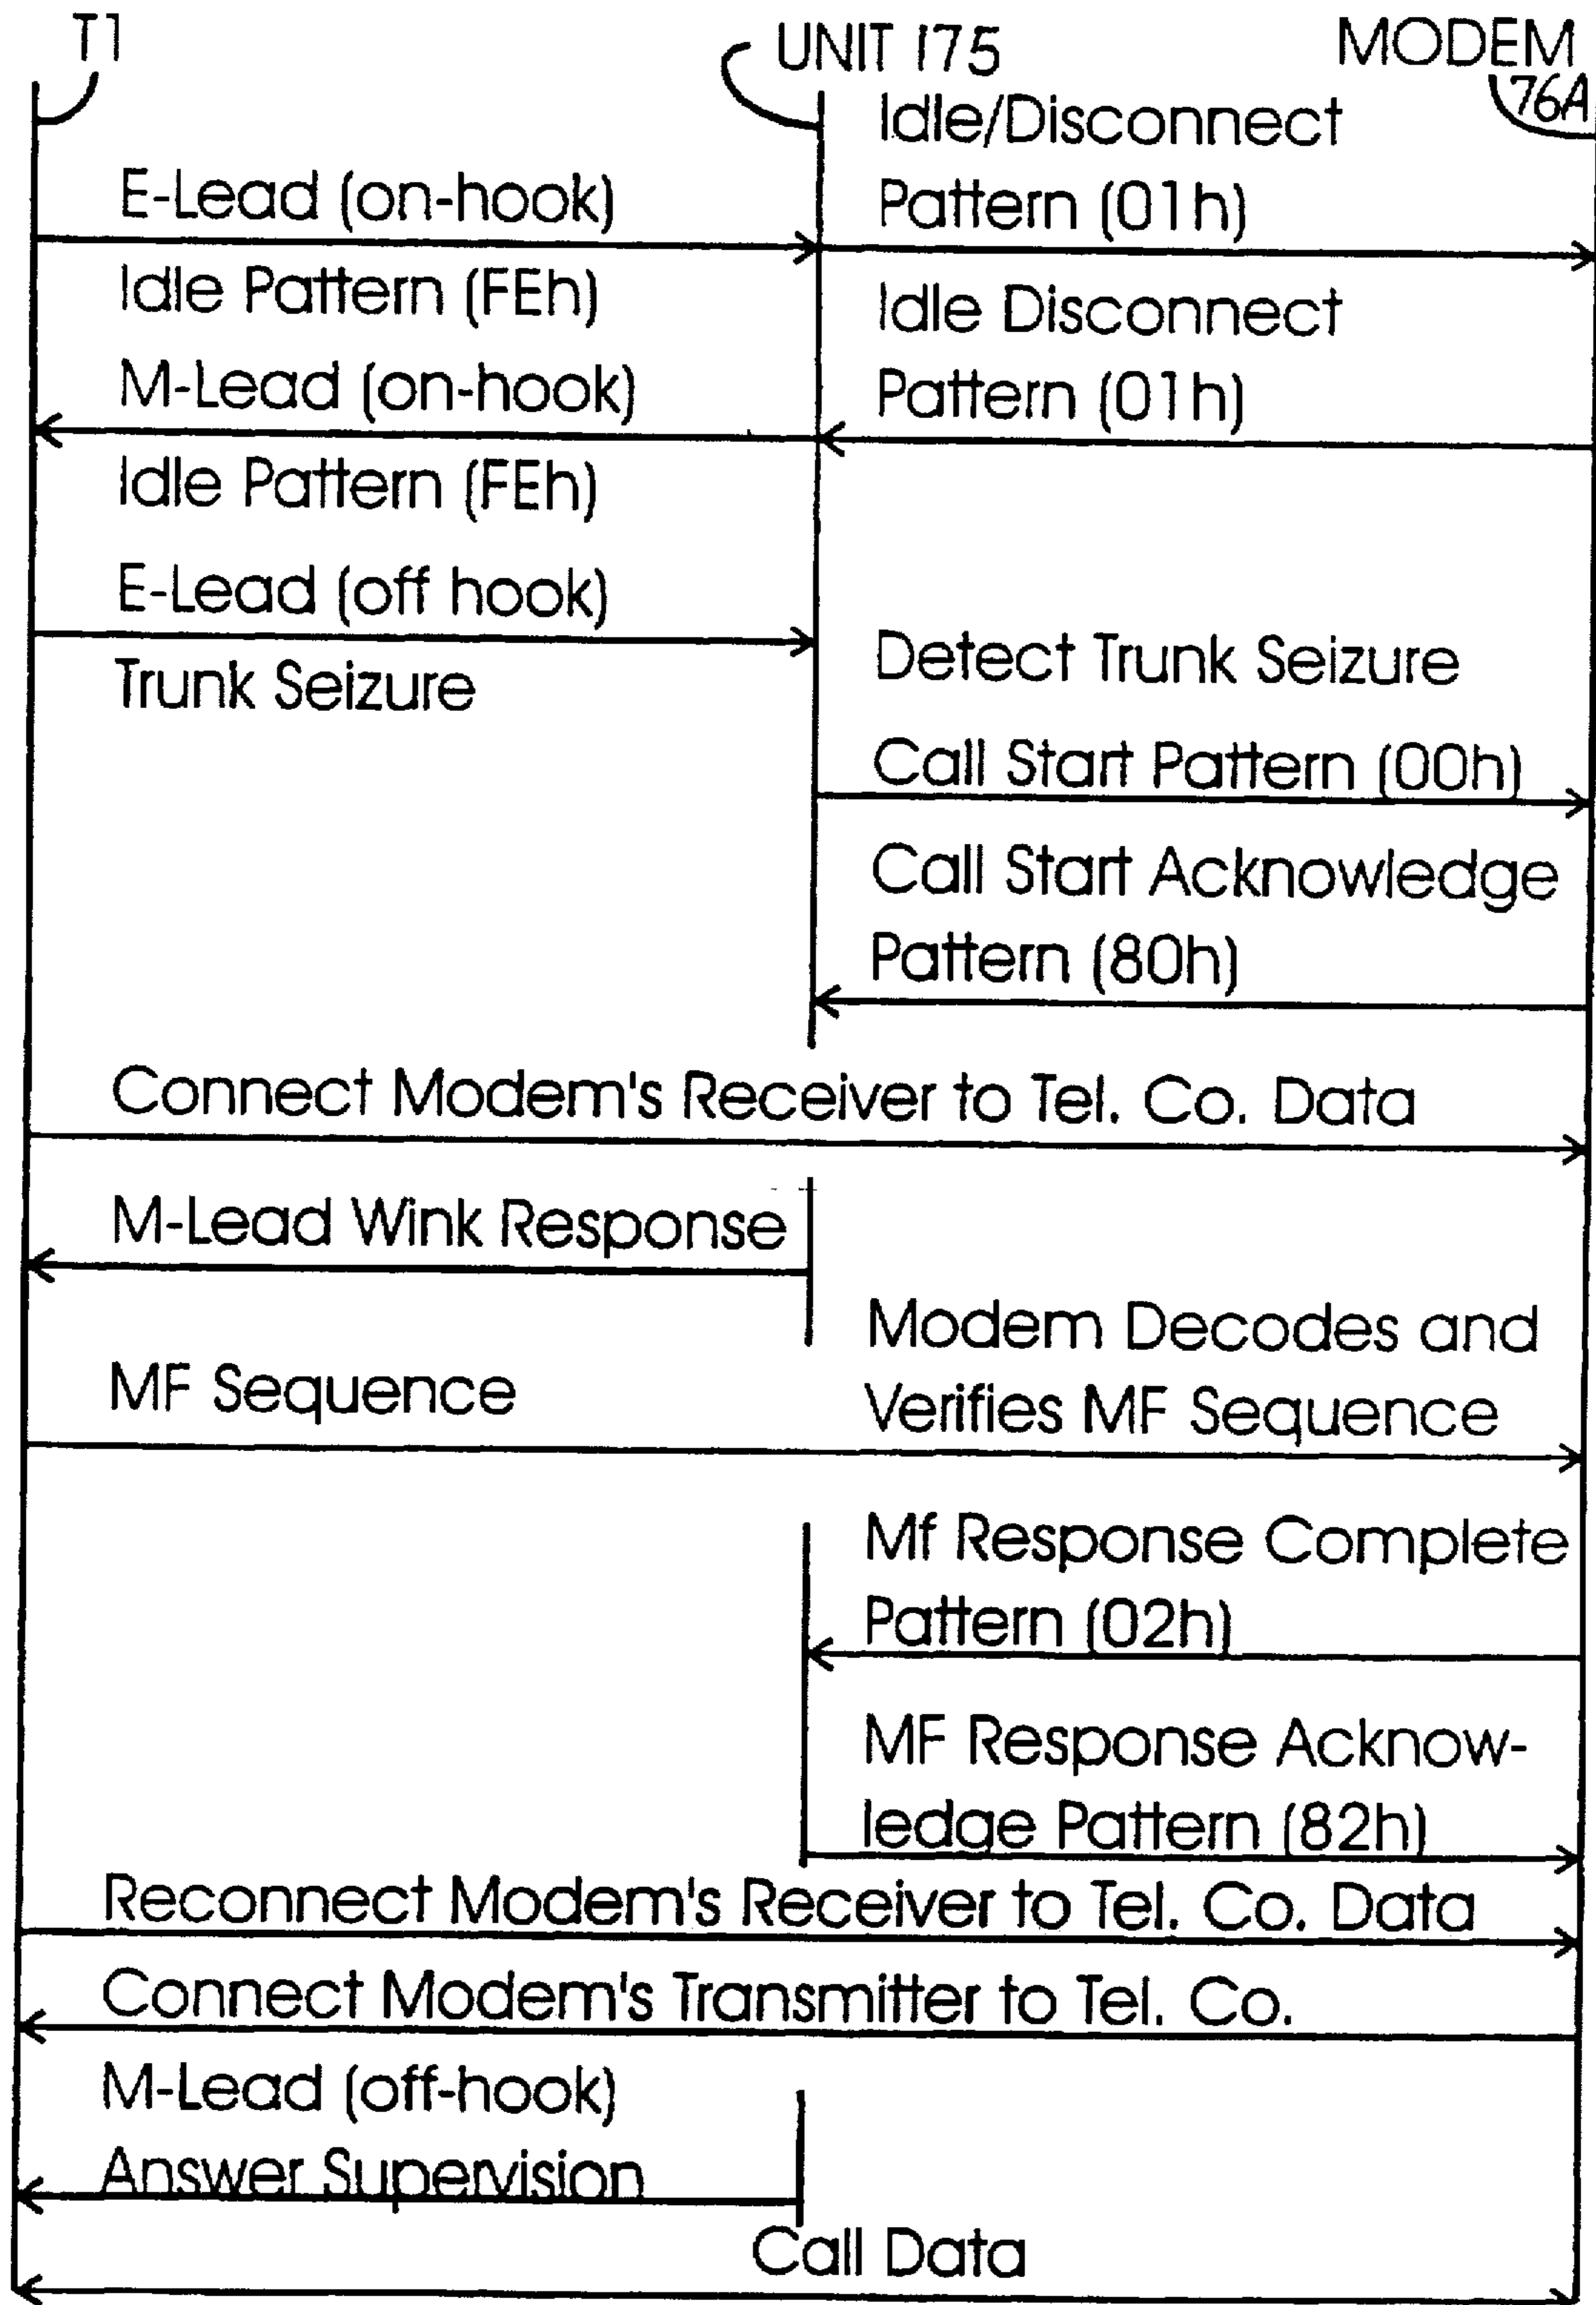 T1
UNIT 175
MODEM
76A
Idle/Disconnect
Pattern (01h)
E-Lead (on-hook)
Idle Pattern (FEh)
Idle Disconnect
Pattern (01h)
M-Lead (on-hook)
Idle Pattern (FEh)
E-Lead (off hook)
Trunk Seizure
Detect Trunk Seizure
Call Start Pattern (00h)
Call Start Acknowledge
Pattern (80h)
Connect Modem's Receiver to Tel. Co. Data
M-Lead Wink Response
MF Sequence
Modem Decodes and
Verifies MF Sequence
Mf Response Complete
Pattern (02h)
MF Response Acknow-
ledge Pattern (82h)
Reconnect Modem's Receiver to Tel. Co. Data
Connect Modem's Transmitter to Tel. Co.
M-Lead (off-hook)
Answer Supervision
Call Data